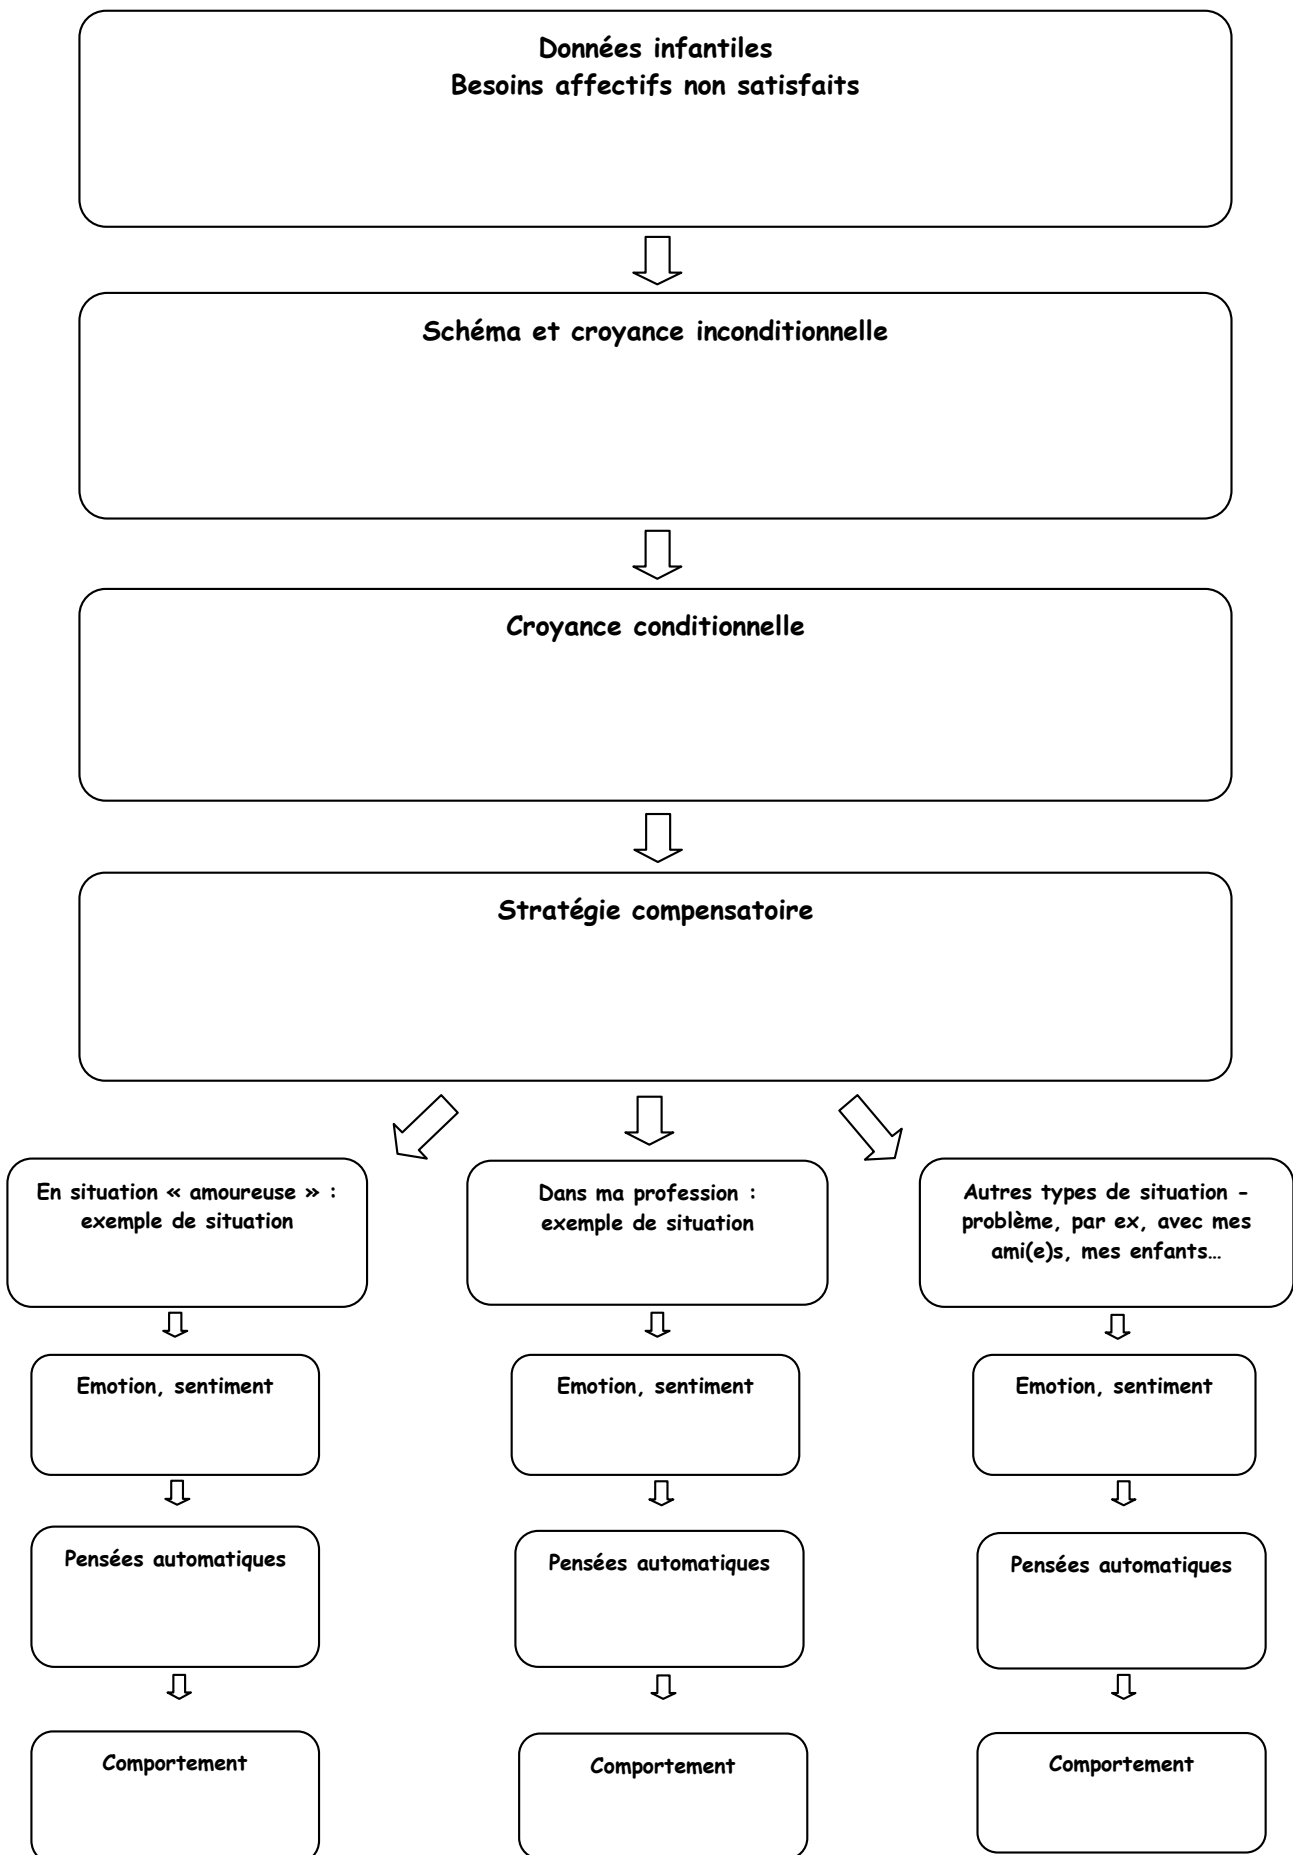 Données infantiles
Besoins affectifs non satisfaits
Schéma et croyance inconditionnelle
Croyance conditionnelle
Stratégie compensatoire
En situation « amoureuse » :
exemple de situation
Dans ma profession :
exemple de situation
Autres types de situation -
problème, par ex, avec mes
ami(e)s, mes enfants...
Emotion, sentiment
Emotion, sentiment
Emotion, sentiment
Pensées automatiques
Pensées automatiques
Pensées automatiques
Comportement
Comportement
Comportement